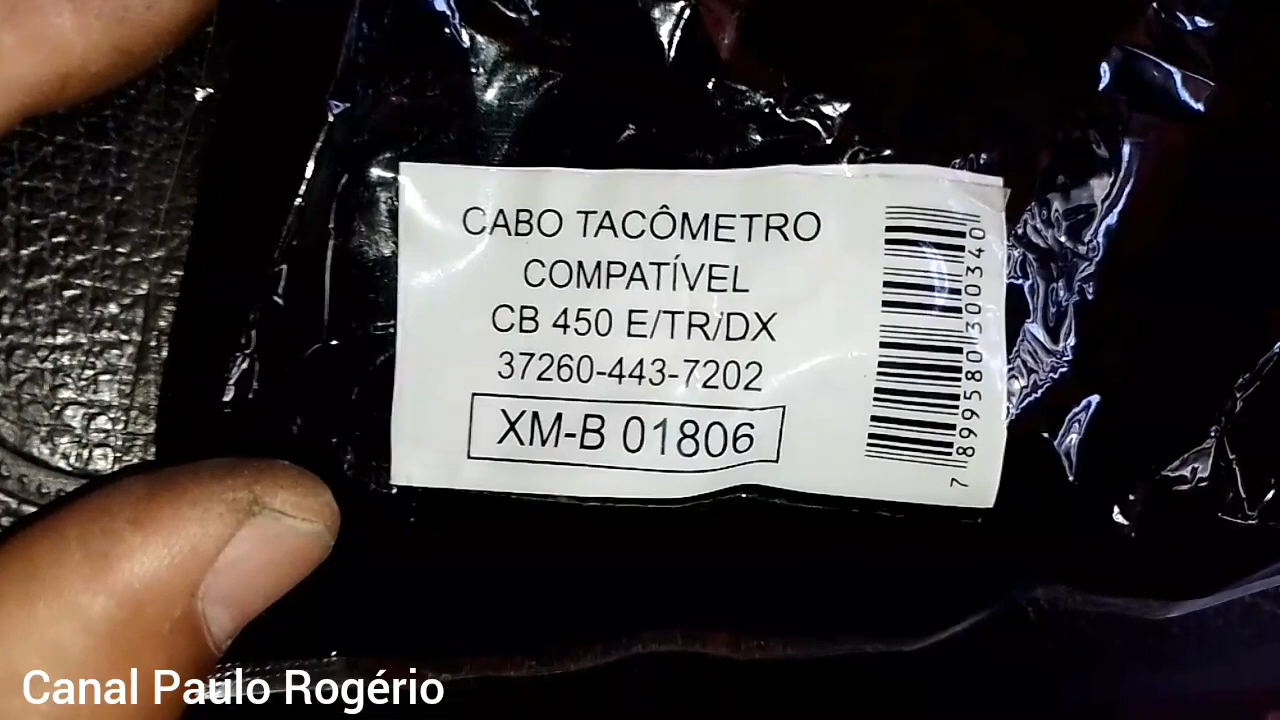 CABO TACÔMETRO
COMPATÍVEL
CB 450 E/TR/DX
37260-443-7202
XM-B 01806
7 899580 300340
Canal Paulo Rogério